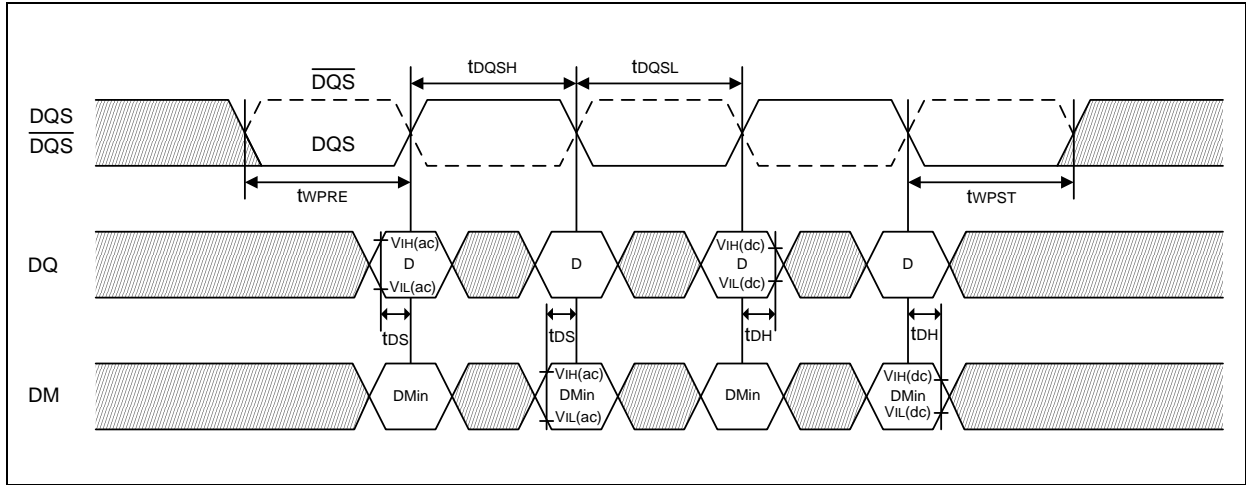 DQS
tDQSH
tDQSL
DQS
DQS
DQS
tWPRE
tWPST
DQ
VIH(ac)
D
VIL(ac)
D
VIH(dc)
D
VIL(dc)
D
tDS
tDS
tDH
tDH
DM
DMin
VIH(ac)
DMin
VIL(ac)
DMin
VIH(dc)
DMin
VIL(dc)